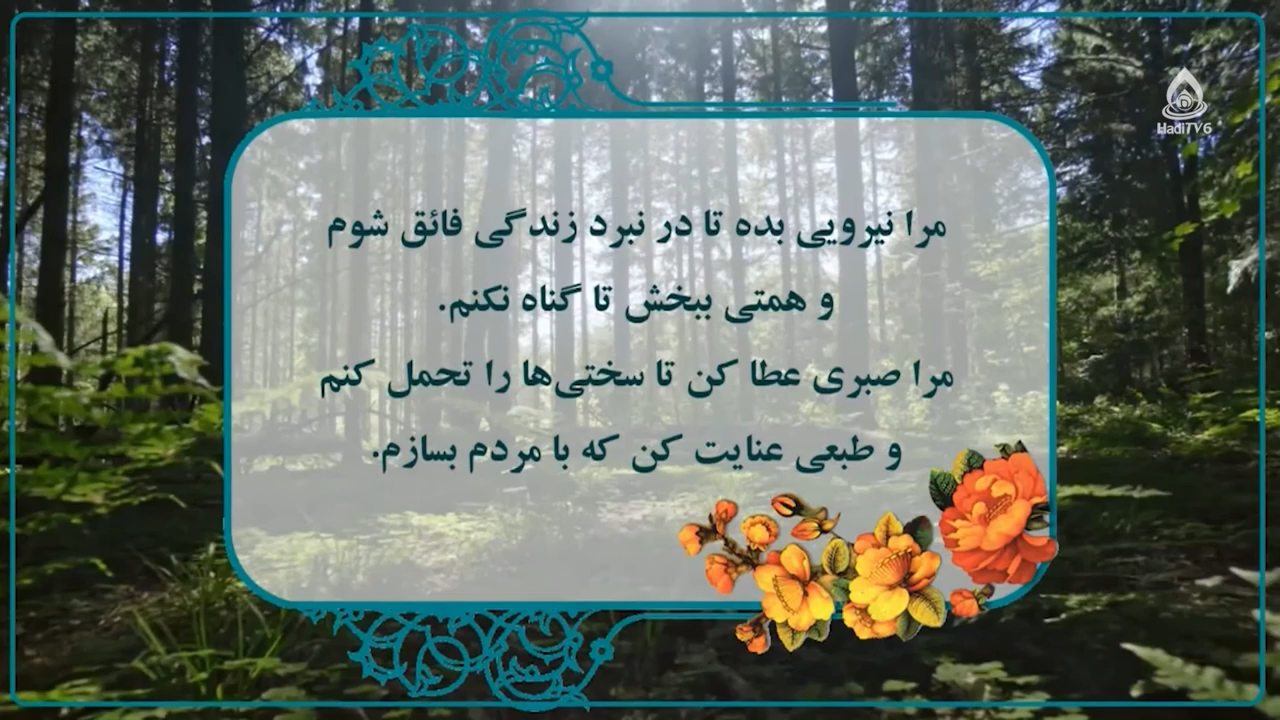 HadiTV6
مرا نیرویی بده تا در نبرد زندگی فائق شوم
و همتی ببخش تا گناه نکنم.
مرا صبری عطا کن تا سختی‌ها را تحمل کنم
و طبعی عنایت کن که با مردم بسازم.